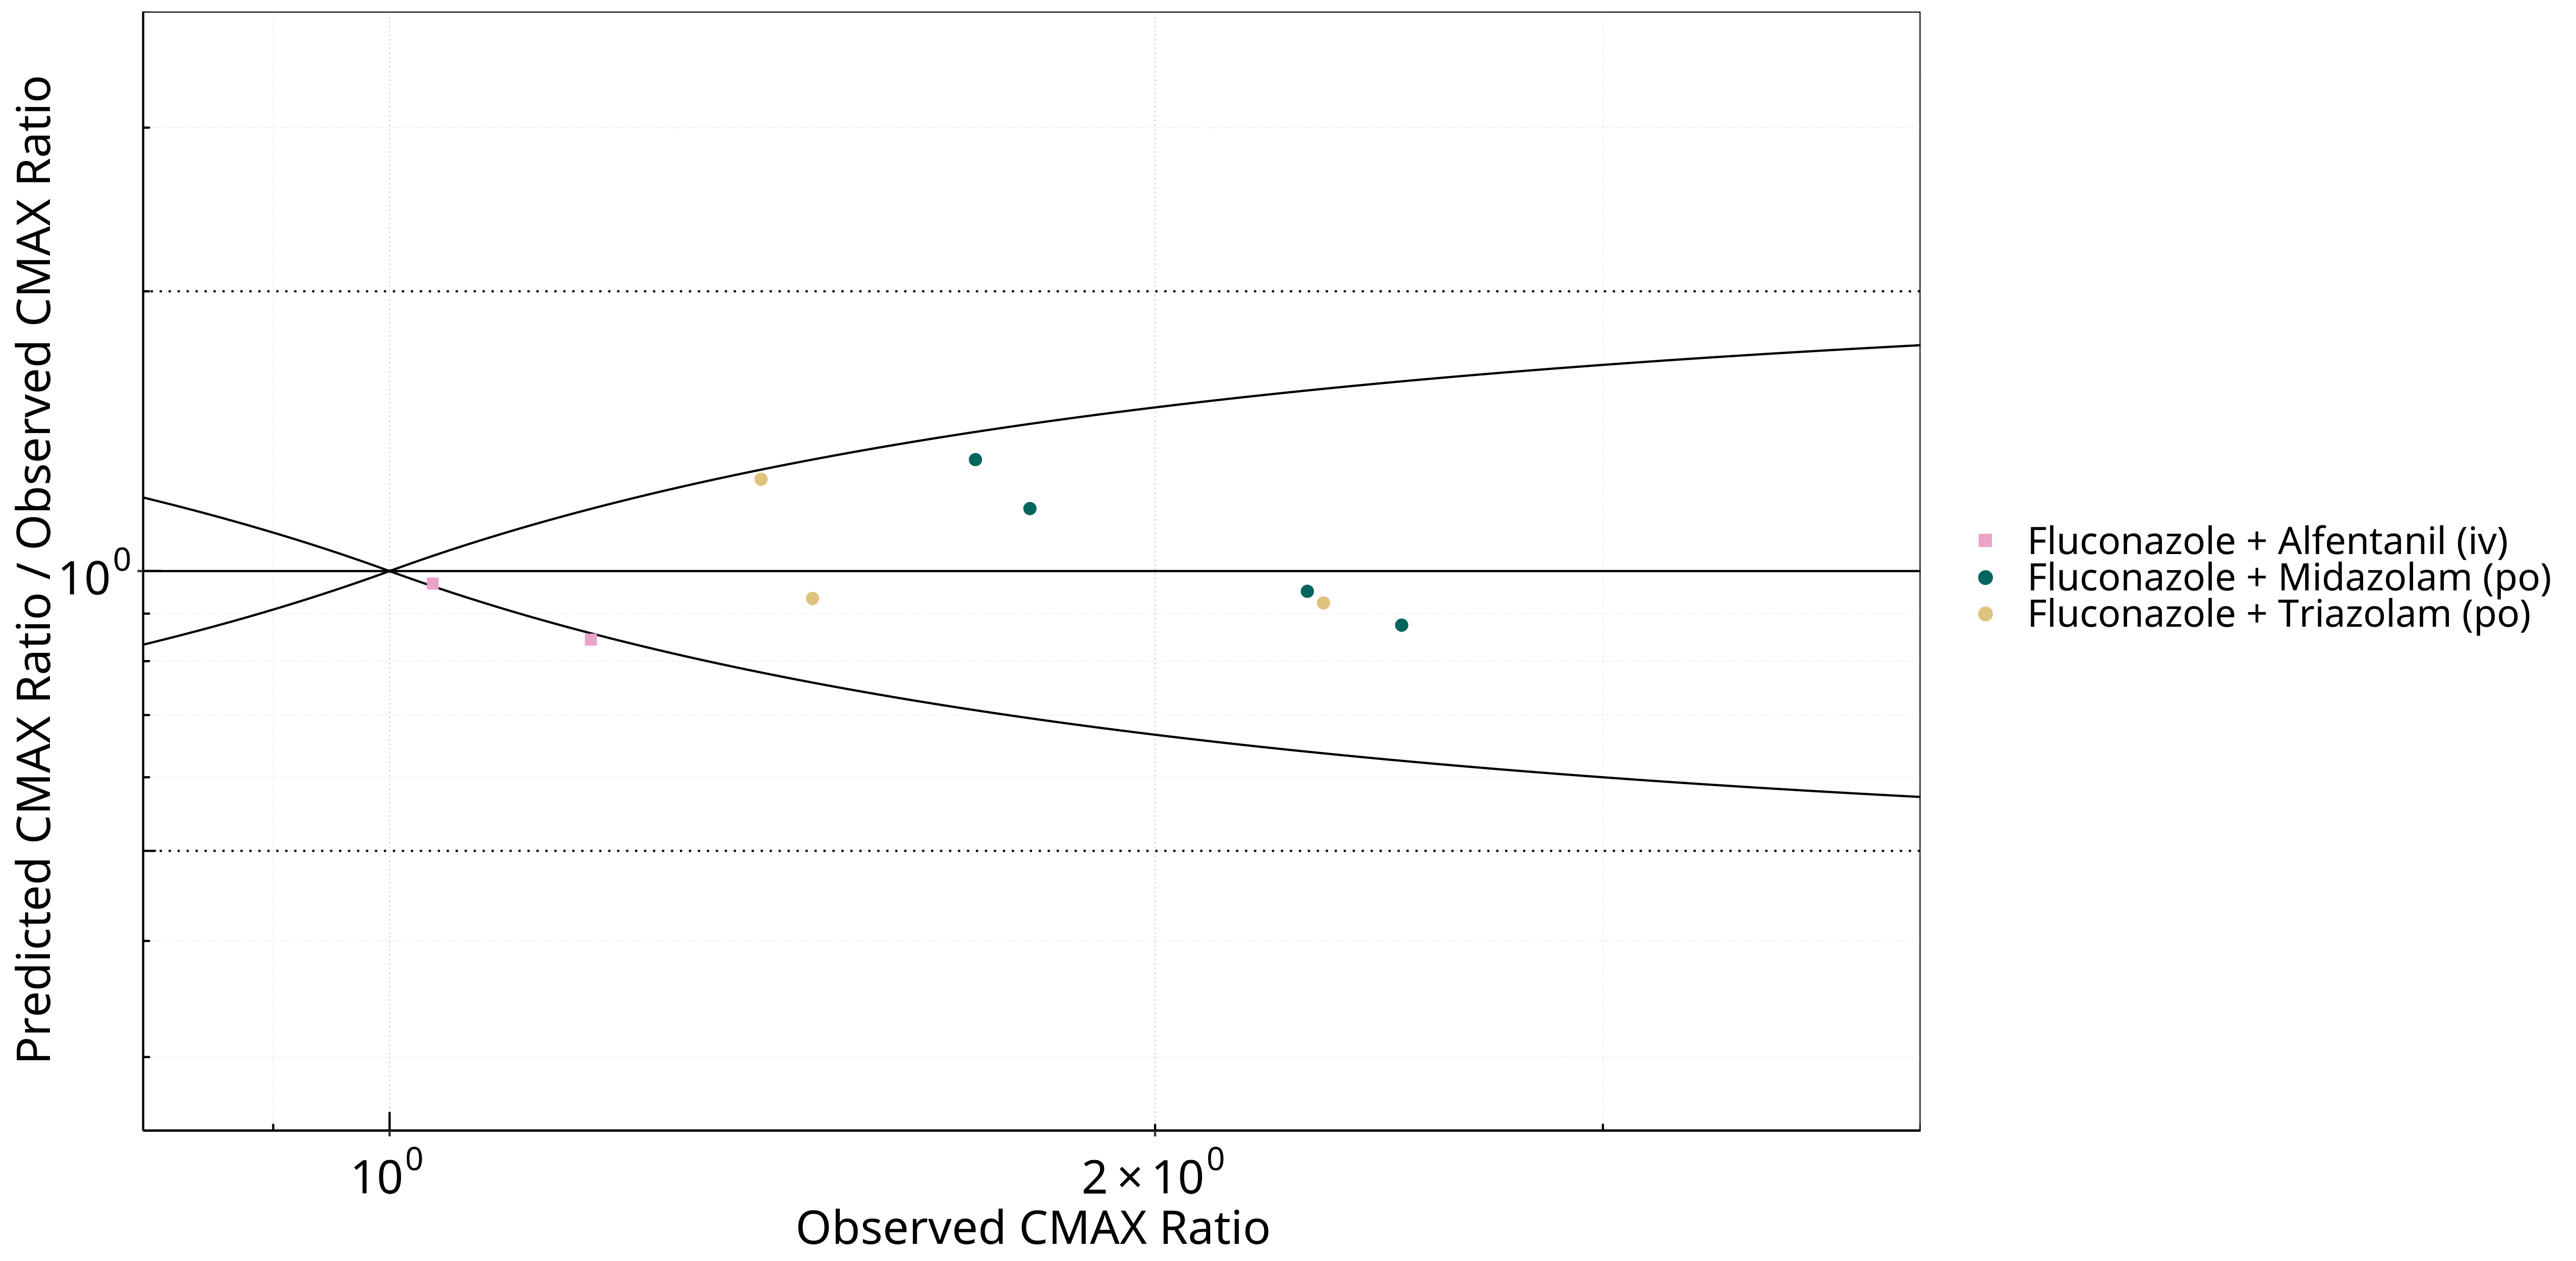 Predicted CMAX Ratio / Observed CMAX Ratio
10⁰
10⁰
2 × 10⁰
Observed CMAX Ratio
Fluconazole + Alfentanil (iv)
Fluconazole + Midazolam (po)
Fluconazole + Triazolam (po)